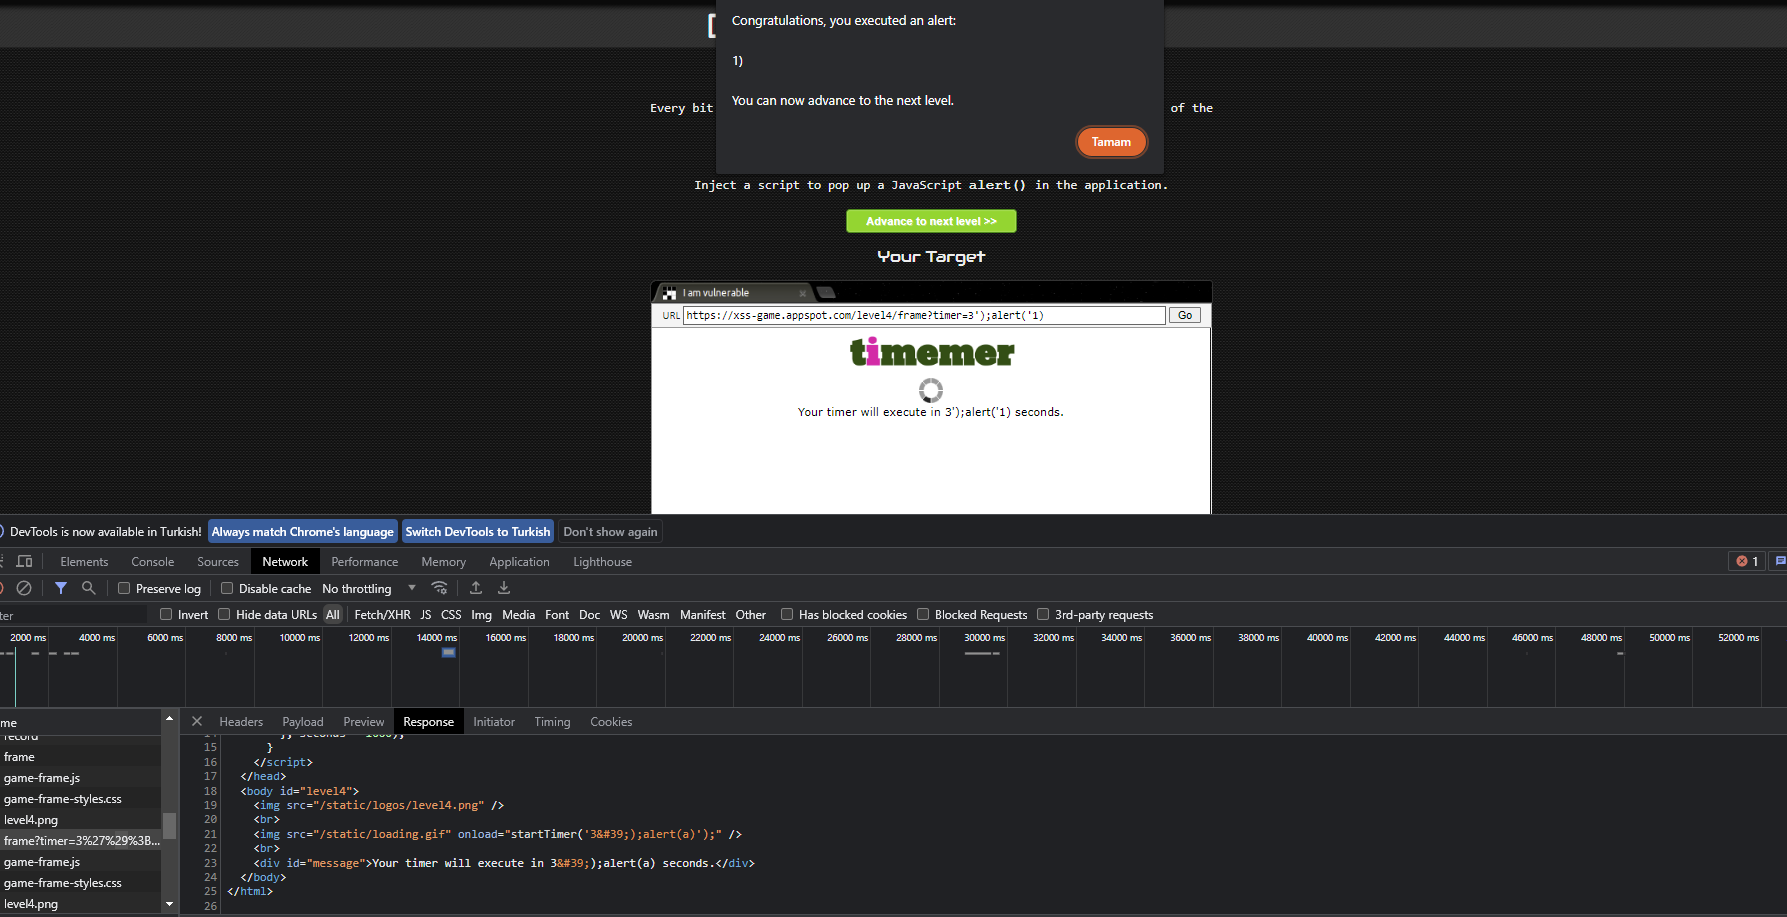 Congratulations, you executed an alert:
1)
You can now advance to the next level.
Tamam
Every bit
of the
Inject a script to pop up a JavaScript alert() in the application.
Advance to next level >>
Your Target
I am vulnerable
URL https://xss-game.appspot.com/level4/frame?timer=3');alert('1) Go
timemer
Your timer will execute in 3');alert('1) seconds.
DevTools is now available in Turkish! Always match Chrome's language Switch DevTools to Turkish Don't show again
Elements Console Sources Network Performance Memory Application Lighthouse 1
Preserve log Disable cache No throttling
Invert Hide data URLs All Fetch/XHR JS CSS Img Media Font Doc WS Wasm Manifest Other Has blocked cookies Blocked Requests 3rd-party requests
2000 ms 4000 ms 6000 ms 8000 ms 10000 ms 12000 ms 14000 ms 16000 ms 18000 ms 20000 ms 22000 ms 24000 ms 26000 ms 28000 ms 30000 ms 32000 ms 34000 ms 36000 ms 38000 ms 40000 ms 42000 ms 44000 ms 46000 ms 48000 ms 50000 ms 52000 ms
me
record
frame
game-frame.js
game-frame-styles.css
level4.png
frame?timer=3%27%29%3B...
game-frame.js
game-frame-styles.css
level4.png
Headers Payload Preview Response Initiator Timing Cookies
15 }
16 </script>
17 </head>
18 <body id="level4">
19 <img src="/static/logos/level4.png" />
20 <br>
21 <img src="/static/loading.gif" onload="startTimer('3&#39;);alert(a)');" />
22 <br>
23 <div id="message">Your timer will execute in 3&#39;);alert(a) seconds.</div>
24 </body>
25 </html>
26